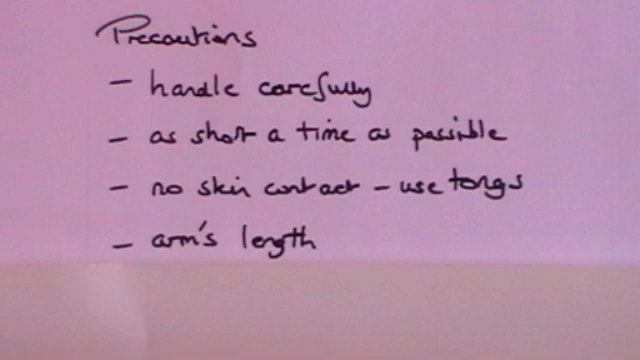 Precautions
- handle carefully
- as short a time as possible
- no skin contact - use tongs
- arm's length